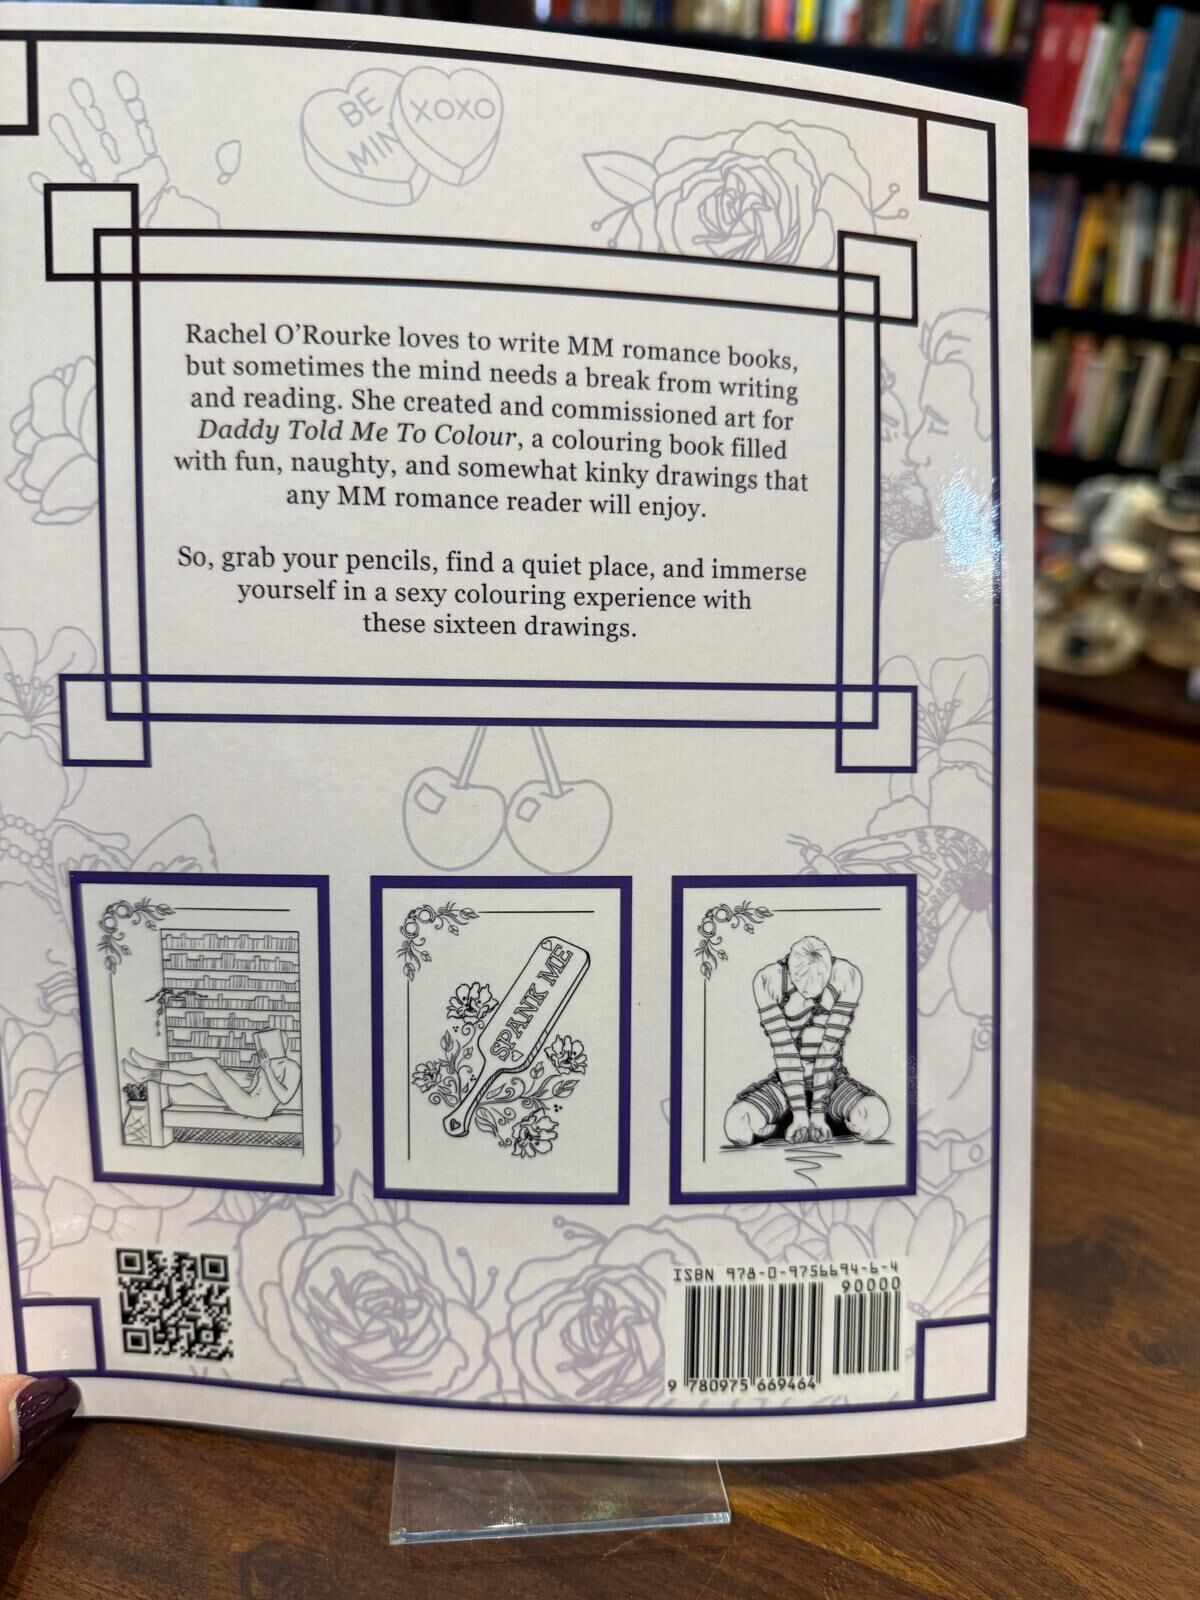 BE
MIN
XOXO
Rachel O'Rourke loves to write MM romance books,
but sometimes the mind needs a break from writing
and reading. She created and commissioned art for
Daddy Told Me To Colour, a colouring book filled
with fun, naughty, and somewhat kinky drawings that
any MM romance reader will enjoy.
So, grab your pencils, find a quiet place, and immerse
yourself in a sexy colouring experience with
these sixteen drawings.
SPANK ME
ISBN 978-0-9756694-6-4
90000
9 780975 669464